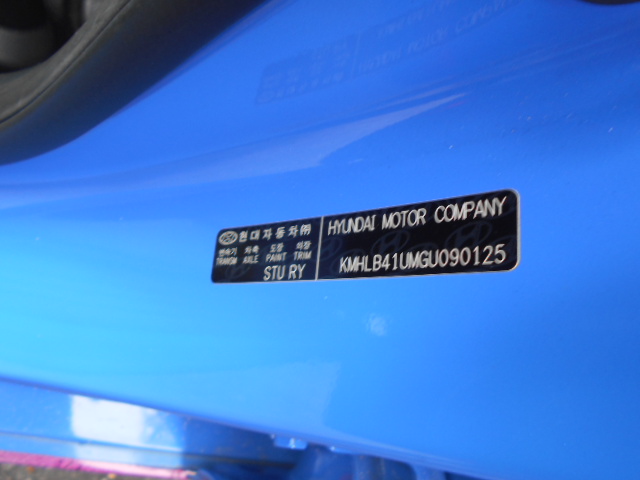 현대자동차㈜
변속기 차축 도장 의장
TRANSM AXLE PAINT TRIM
STU RY
HYUNDAI MOTOR COMPANY
KMHLB41UMGU090125